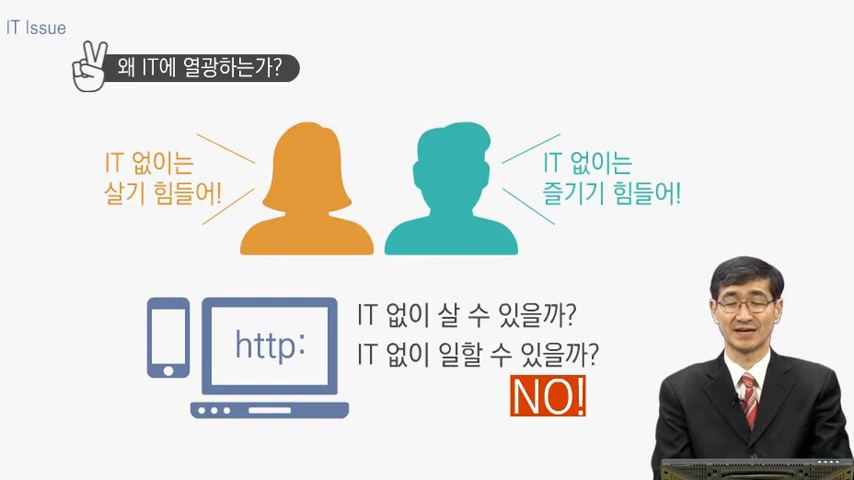 IT Issue
왜 IT에 열광하는가?
IT 없이는
살기 힘들어!
IT 없이는
즐기기 힘들어!
http:
IT 없이 살 수 있을까?
IT 없이 일할 수 있을까?
NO!